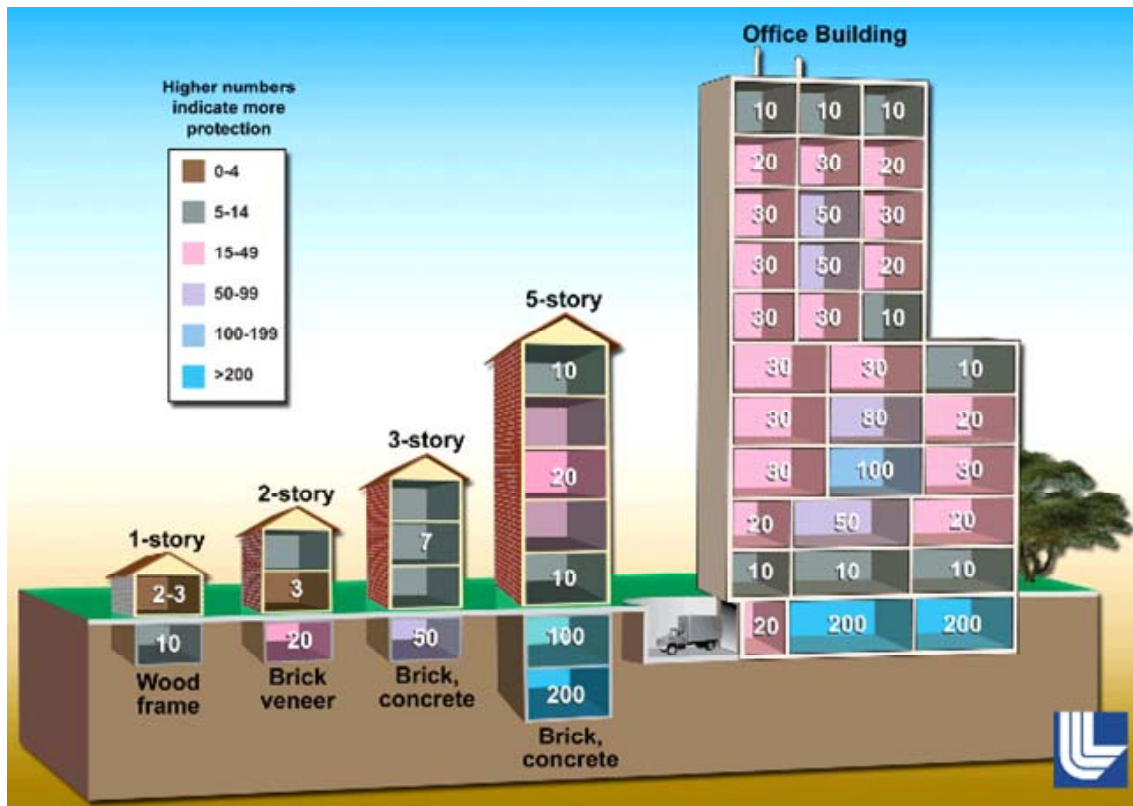 Office Building
Higher numbers
indicate more
protection
0-4
5-14
15-49
50-99
100-199
>200
10 10 10
20 30 20
30 50 30
30 50 20
30 30 10
30 30 10
30 80 20
30 100 30
20 50 20
10 10 10
20 200 200
5-story
10
20
10
100
200
Brick,
concrete
3-story
7
50
Brick,
concrete
2-story
3
20
Brick
veneer
1-story
2-3
10
Wood
frame